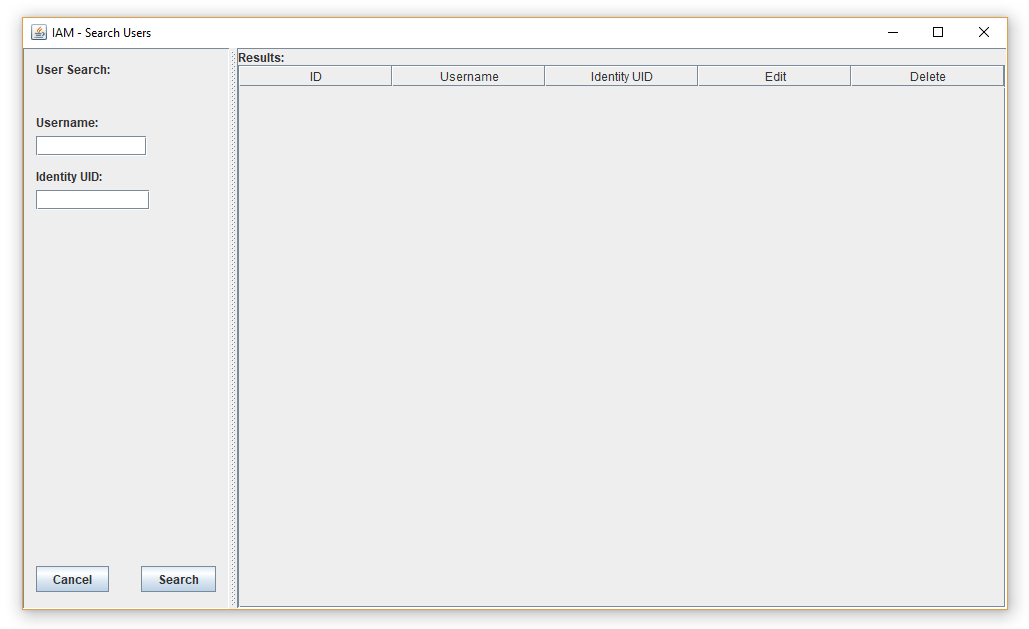 IAM - Search Users
User Search:
Username:
Identity UID:
Cancel Search
Results:
ID Username Identity UID Edit Delete